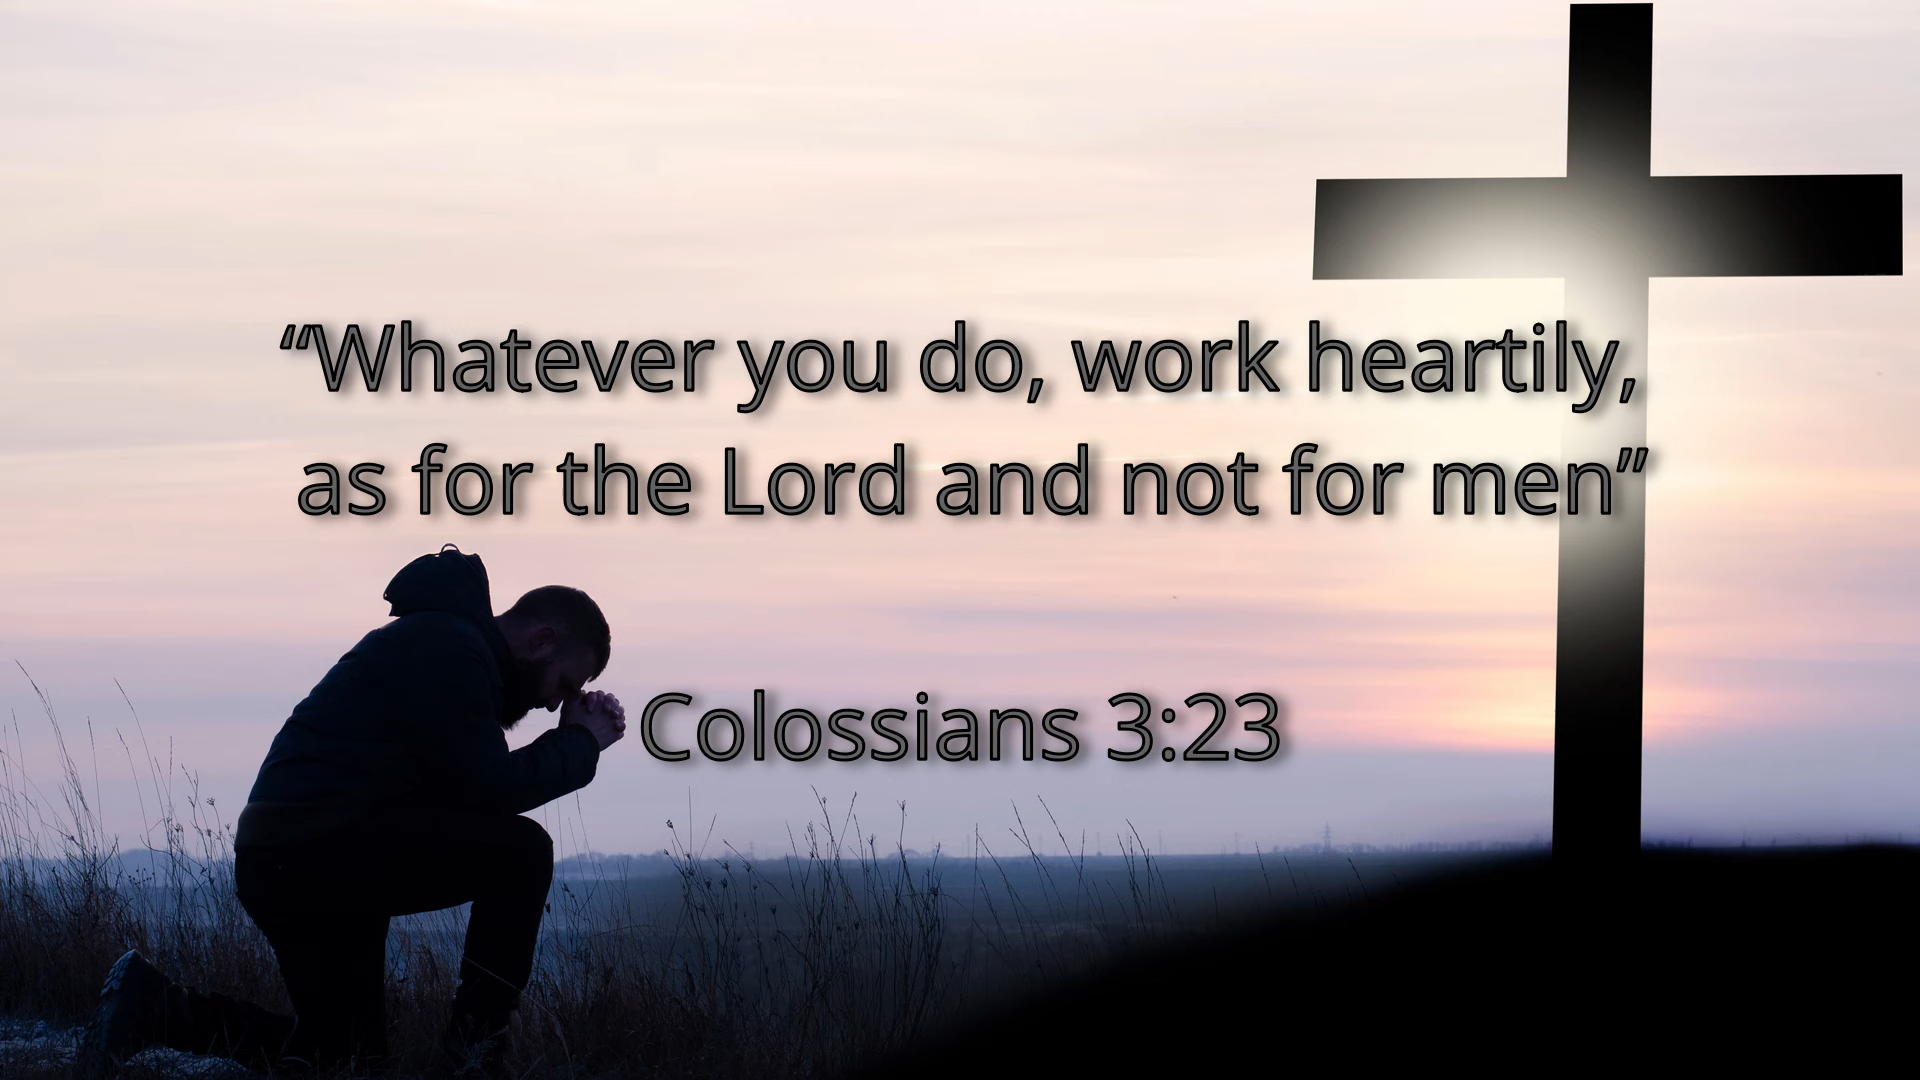 “Whatever you do, work heartily,
as for the Lord and not for men”
Colossians 3:23